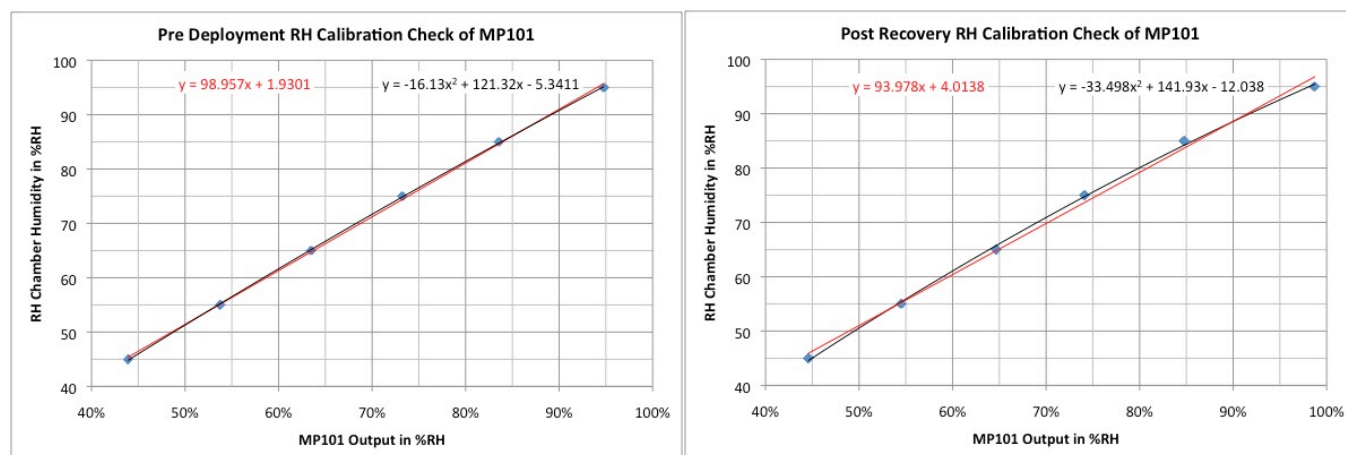 Pre Deployment RH Calibration Check of MP101
y = 98.957x + 1.9301
y = -16.13x² + 121.32x - 5.3411
RH Chamber Humidity in %RH
100
90
80
70
60
50
40
40% 50% 60% 70% 80% 90% 100%
MP101 Output in %RH
Post Recovery RH Calibration Check of MP101
y = 93.978x + 4.0138
y = -33.498x² + 141.93x - 12.038
RH Chamber Humidity in %RH
100
90
80
70
60
50
40
40% 50% 60% 70% 80% 90% 100%
MP101 Output in %RH